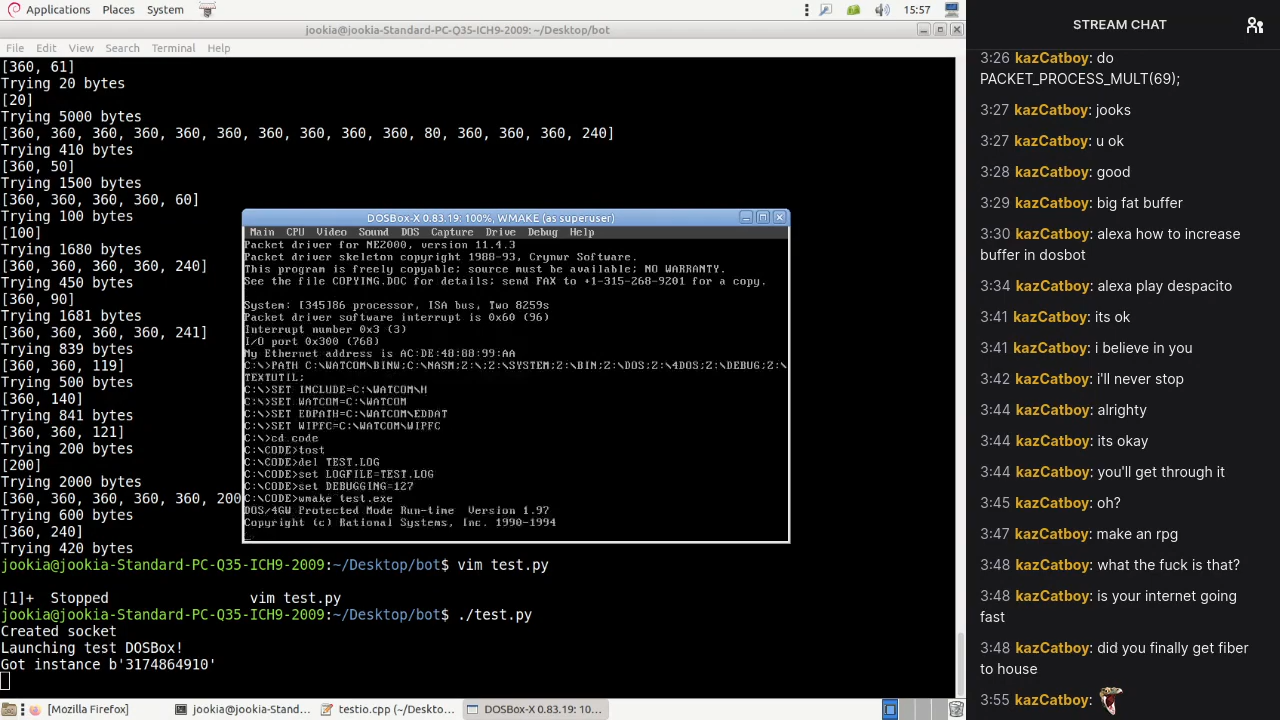 Applications Places System 15:57
jookia@jookia-Standard-PC-Q35-ICH9-2009: ~/Desktop/bot
File Edit View Search Terminal Help
[360, 61]
Trying 20 bytes
[20]
Trying 5000 bytes
[360, 360, 360, 360, 360, 360, 360, 360, 360, 360, 80, 360, 360, 360, 240]
Trying 410 bytes
[360, 50]
Trying 1500 bytes
[360, 360, 360, 360, 60]
Trying 100 bytes
[100]
Trying 1680 bytes
[360, 360, 360, 360, 240]
Trying 450 bytes
[360, 90]
Trying 1681 bytes
[360, 360, 360, 360, 241]
Trying 839 bytes
[360, 360, 119]
Trying 500 bytes
[360, 140]
Trying 841 bytes
[360, 360, 121]
Trying 200 bytes
[200]
Trying 2000 bytes
[360, 360, 360, 360, 360, 200
Trying 600 bytes
[360, 240]
Trying 420 bytes
jookia@jookia-Standard-PC-Q35-ICH9-2009:~/Desktop/bot$ vim test.py
[1]+ Stopped vim test.py
jookia@jookia-Standard-PC-Q35-ICH9-2009:~/Desktop/bot$ ./test.py
Created socket
Launching test DOSBox!
Got instance b'3174864910'
DOSBox-X 0.83.19: 100%, WMAKE (as superuser)
Main CPU Video Sound DOS Capture Drive Debug Help
Packet driver for NE2000, version 11.4.3
Packet driver skeleton copyright 1988-93, Crynwr Software.
This program is freely copyable; source must be available; NO WARRANTY.
See the file COPYING.DOC for details; send FAX to +1-315-268-9201 for a copy.
System: [345]86 processor, ISA bus, Two 8259s
Packet driver software interrupt is 0x60 (96)
Interrupt number 0x3 (3)
I/O port 0x300 (768)
My Ethernet address is AC:DE:48:88:99:AA
C:\>PATH C:\WATCOM\BINW;C:\NASM;Z:\;Z:\SYSTEM;Z:\BIN;Z:\DOS;Z:\4DOS;Z:\DEBUG;Z:\
TEXTUTIL;
C:\>SET INCLUDE=C:\WATCOM\H
C:\>SET WATCOM=C:\WATCOM
C:\>SET EDPATH=C:\WATCOM\EDDAT
C:\>SET WIPFC=C:\WATCOM\WIPFC
C:\>cd code
C:\CODE>tost
C:\CODE>del TEST.LOG
C:\CODE>set LOGFILE=TEST.LOG
C:\CODE>set DEBUGGING=127
C:\CODE>wmake test.exe
DOS/4GW Protected Mode Run-time Version 1.97
Copyright (c) Rational Systems, Inc. 1990-1994
[Mozilla Firefox] jookia@jookia-Stand... testio.cpp (~/Deskto... DOSBox-X 0.83.19: 10...
STREAM CHAT
3:26 kazCatboy: do
PACKET_PROCESS_MULT(69);
3:27 kazCatboy: jooks
3:27 kazCatboy: u ok
3:28 kazCatboy: good
3:29 kazCatboy: big fat buffer
3:30 kazCatboy: alexa how to increase
buffer in dosbot
3:34 kazCatboy: alexa play despacito
3:41 kazCatboy: its ok
3:41 kazCatboy: i believe in you
3:42 kazCatboy: i'll never stop
3:44 kazCatboy: alrighty
3:44 kazCatboy: its okay
3:44 kazCatboy: you'll get through it
3:45 kazCatboy: oh?
3:47 kazCatboy: make an rpg
3:48 kazCatboy: what the fuck is that?
3:48 kazCatboy: is your internet going
fast
3:48 kazCatboy: did you finally get fiber
to house
3:55 kazCatboy: